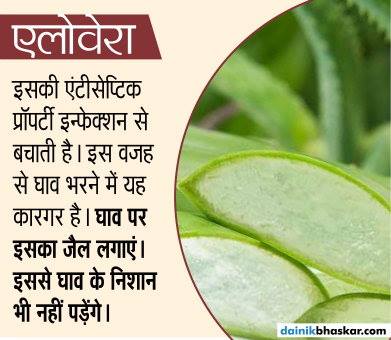 एलोवेरा
इसकी एंटीसेप्टिक
प्रॉपर्टी इन्फेक्शन से
बचाती है। इस वजह
से घाव भरने में यह
कारगर है। घाव पर
इसका जैल लगाएं।
इससे घाव के निशान
भी नहीं पड़ेंगे।
dainikbhaskar.com